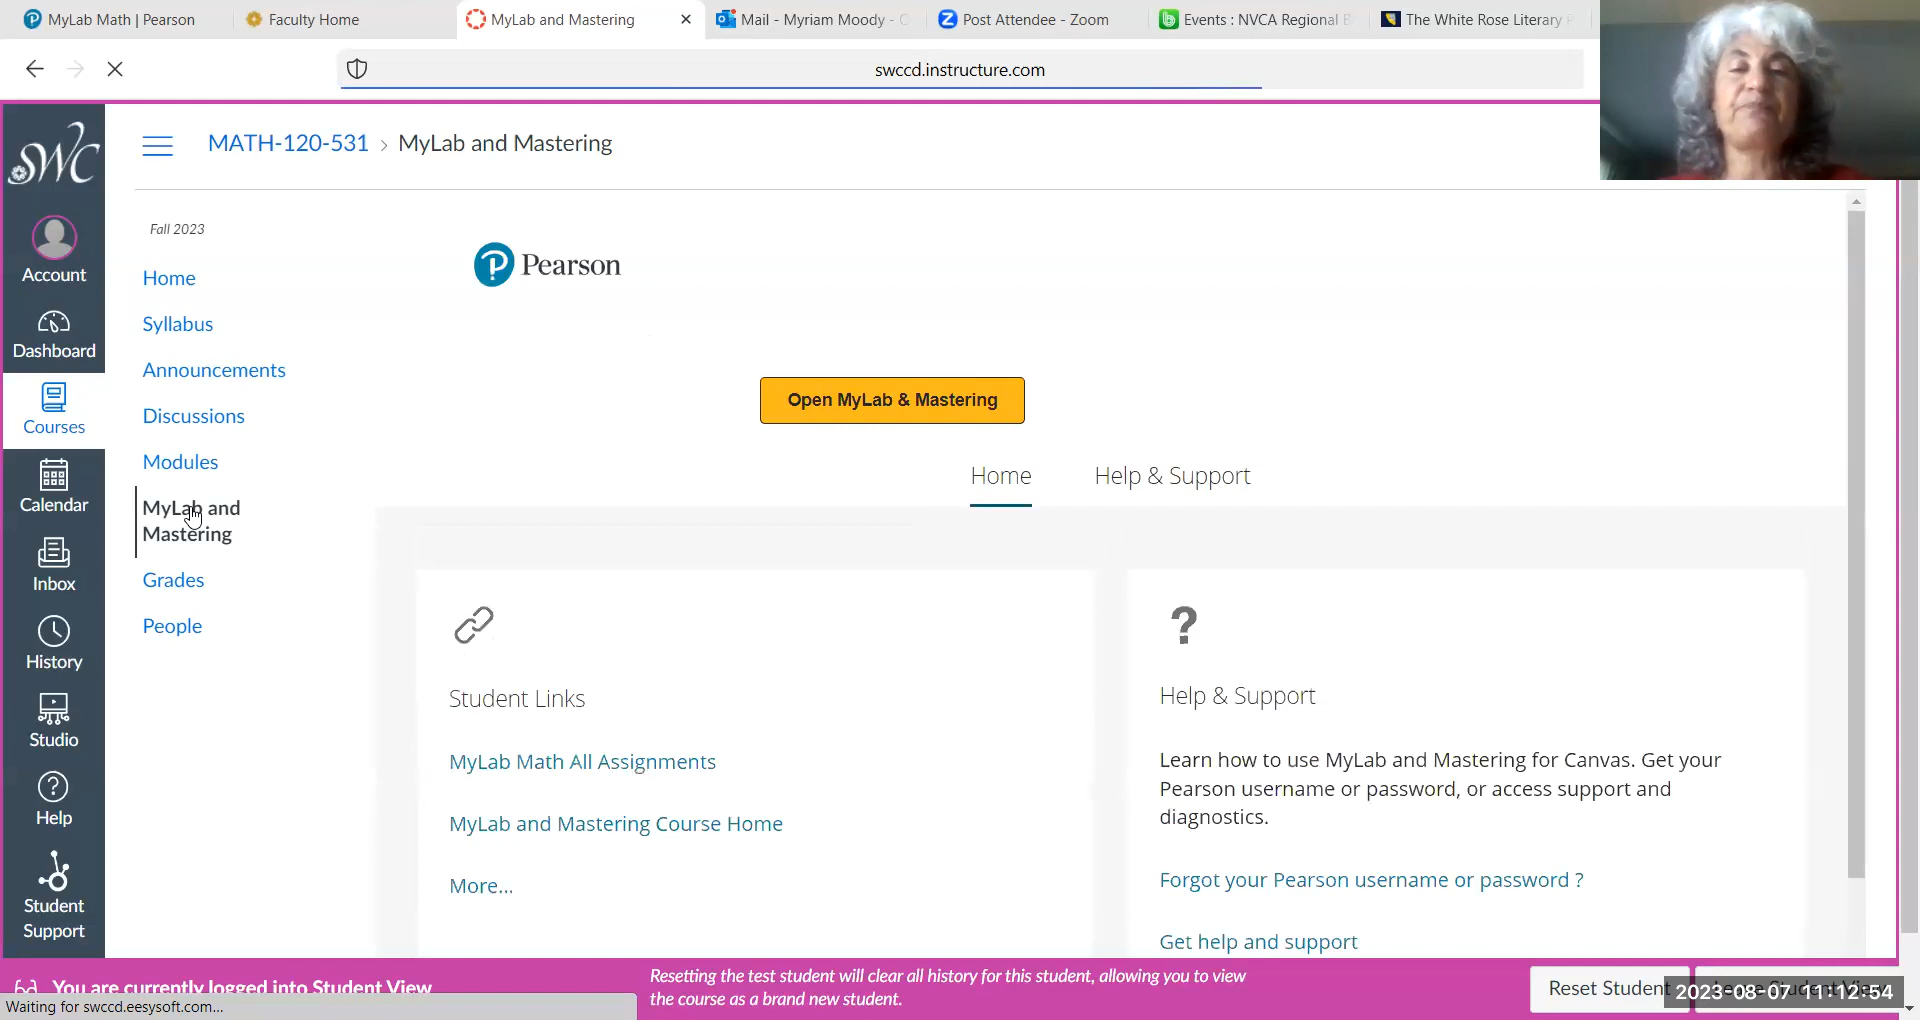 MyLab Math | Pearson
Faculty Home
MyLab and Mastering
Mail - Myriam Moody -
Post Attendee - Zoom
Events : NVCA Regional
The White Rose Literary
swccd.instructure.com
SWC
MATH-120-531 › MyLab and Mastering
Account
Dashboard
Courses
Calendar
Inbox
History
Studio
Help
Student
Support
Fall 2023
Home
Syllabus
Announcements
Discussions
Modules
MyLab and
Mastering
Grades
People
Pearson
Open MyLab & Mastering
Home
Help & Support
Student Links
MyLab Math All Assignments
MyLab and Mastering Course Home
More...
?
Help & Support
Learn how to use MyLab and Mastering for Canvas. Get your
Pearson username or password, or access support and
diagnostics.
Forgot your Pearson username or password ?
Get help and support
You are currently logged into Student View
Resetting the test student will clear all history for this student, allowing you to view
the course as a brand new student.
Reset Student
2023-08-07 11:12:54
Waiting for swccd.eesysoft.com...